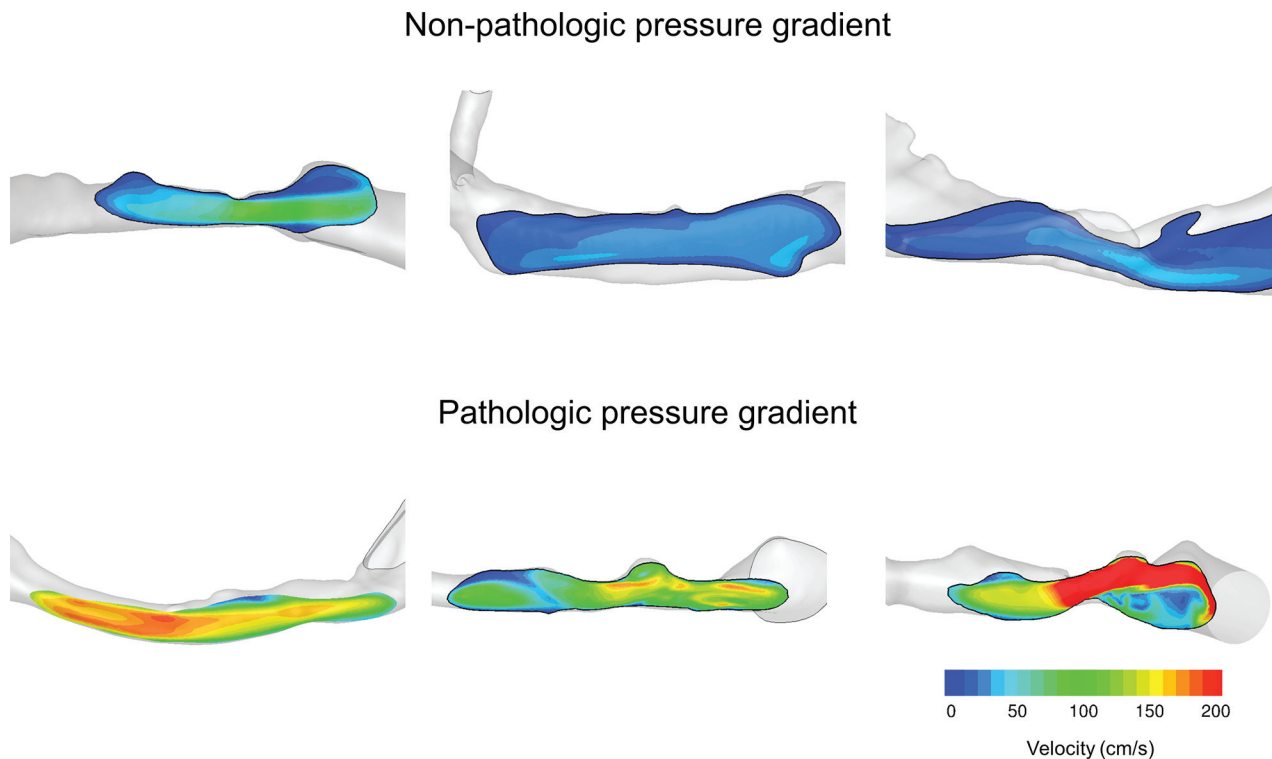 Non-pathologic pressure gradient
Pathologic pressure gradient
0 50 100 150 200
Velocity (cm/s)